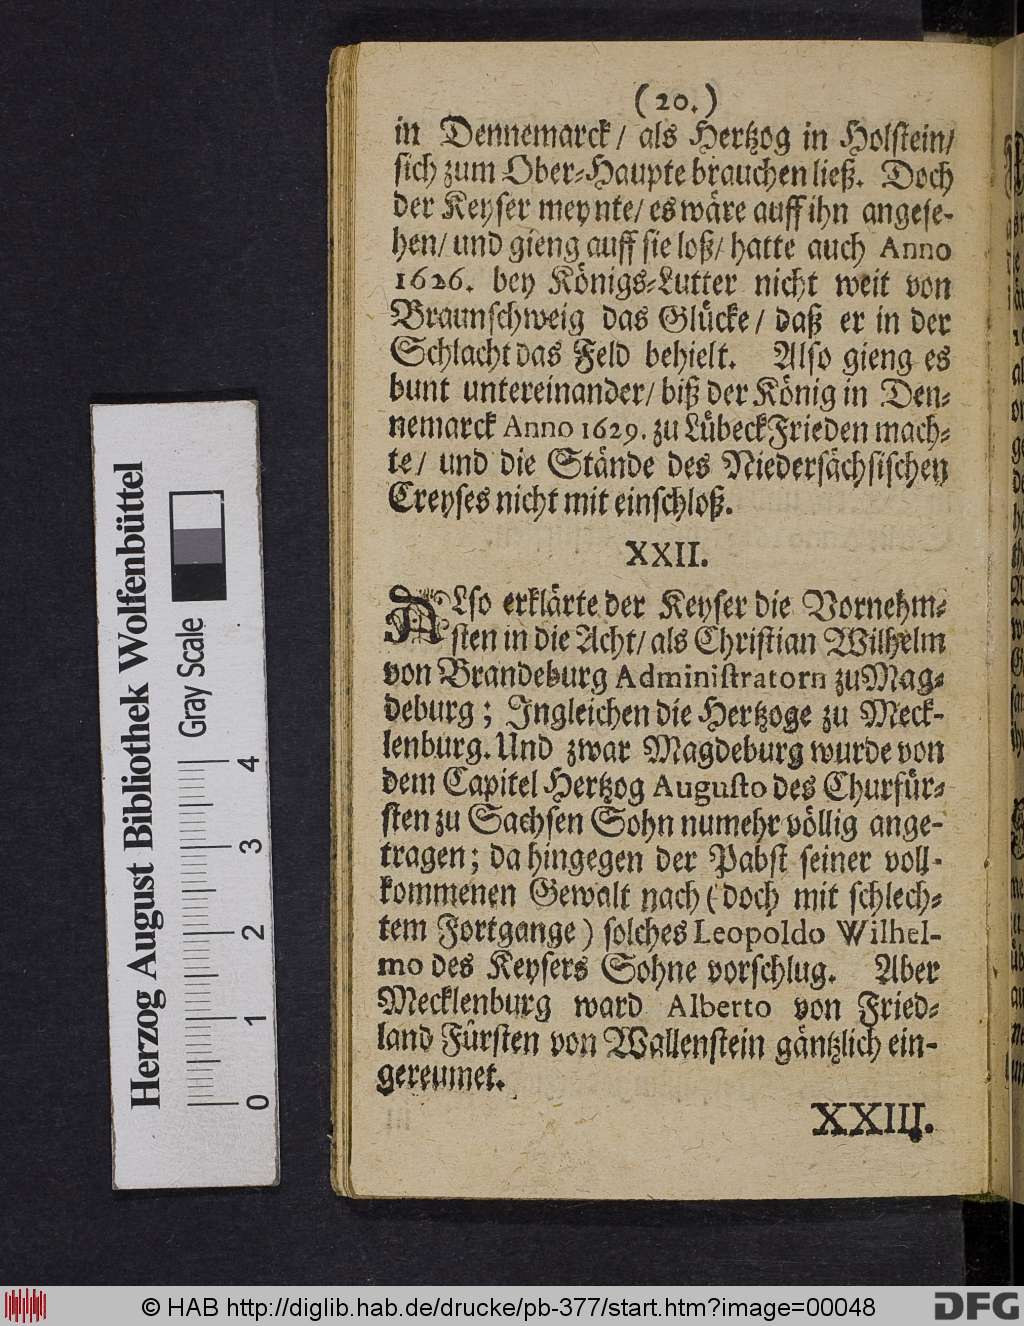 (20.)
in Dennemarck/ als Hertzog in Holstein/
sich zum Ober-Haupte brauchen ließ. Doch
der Keyser meynte/ es wäre auff ihn angese-
hen/ und gieng auff sie loß/ hatte auch Anno
1626. bey Königs-Lutter nicht weit von
Braunschweig das Glücke/ daß er in der
Schlacht das Feld behielt. Also gieng es
bunt untereinander/ biß der König in Den-
nemarck Anno 1629. zu Lübeck Frieden mach-
te/ und die Stände des Niedersächsischen
Creyses nicht mit einschloß.
XXII.
Also erklärte der Keyser die Vornehm-
sten in die Acht/ als Christian Wilhelm
von Brandeburg Administratorn zu Mag-
deburg; Ingleichen die Hertzoge zu Meck-
lenburg. Und zwar Magdeburg wurde von
dem Capitel Hertzog Augusto des Churfür-
sten zu Sachsen Sohn numehr völlig ange-
tragen; da hingegen der Pabst seiner voll-
kommenen Gewalt nach (doch mit schlech-
tem Fortgange) solches Leopoldo Wilhel-
mo des Keysers Sohne vorschlug. Aber
Mecklenburg ward Alberto von Fried-
land Fürsten von Wallenstein gäntzlich ein-
gereumet.
XXIII.
Herzog August Bibliothek Wolfenbüttel
Gray Scale
0 1 2 3 4
© HAB http://diglib.hab.de/drucke/pb-377/start.htm?image=00048
DFG